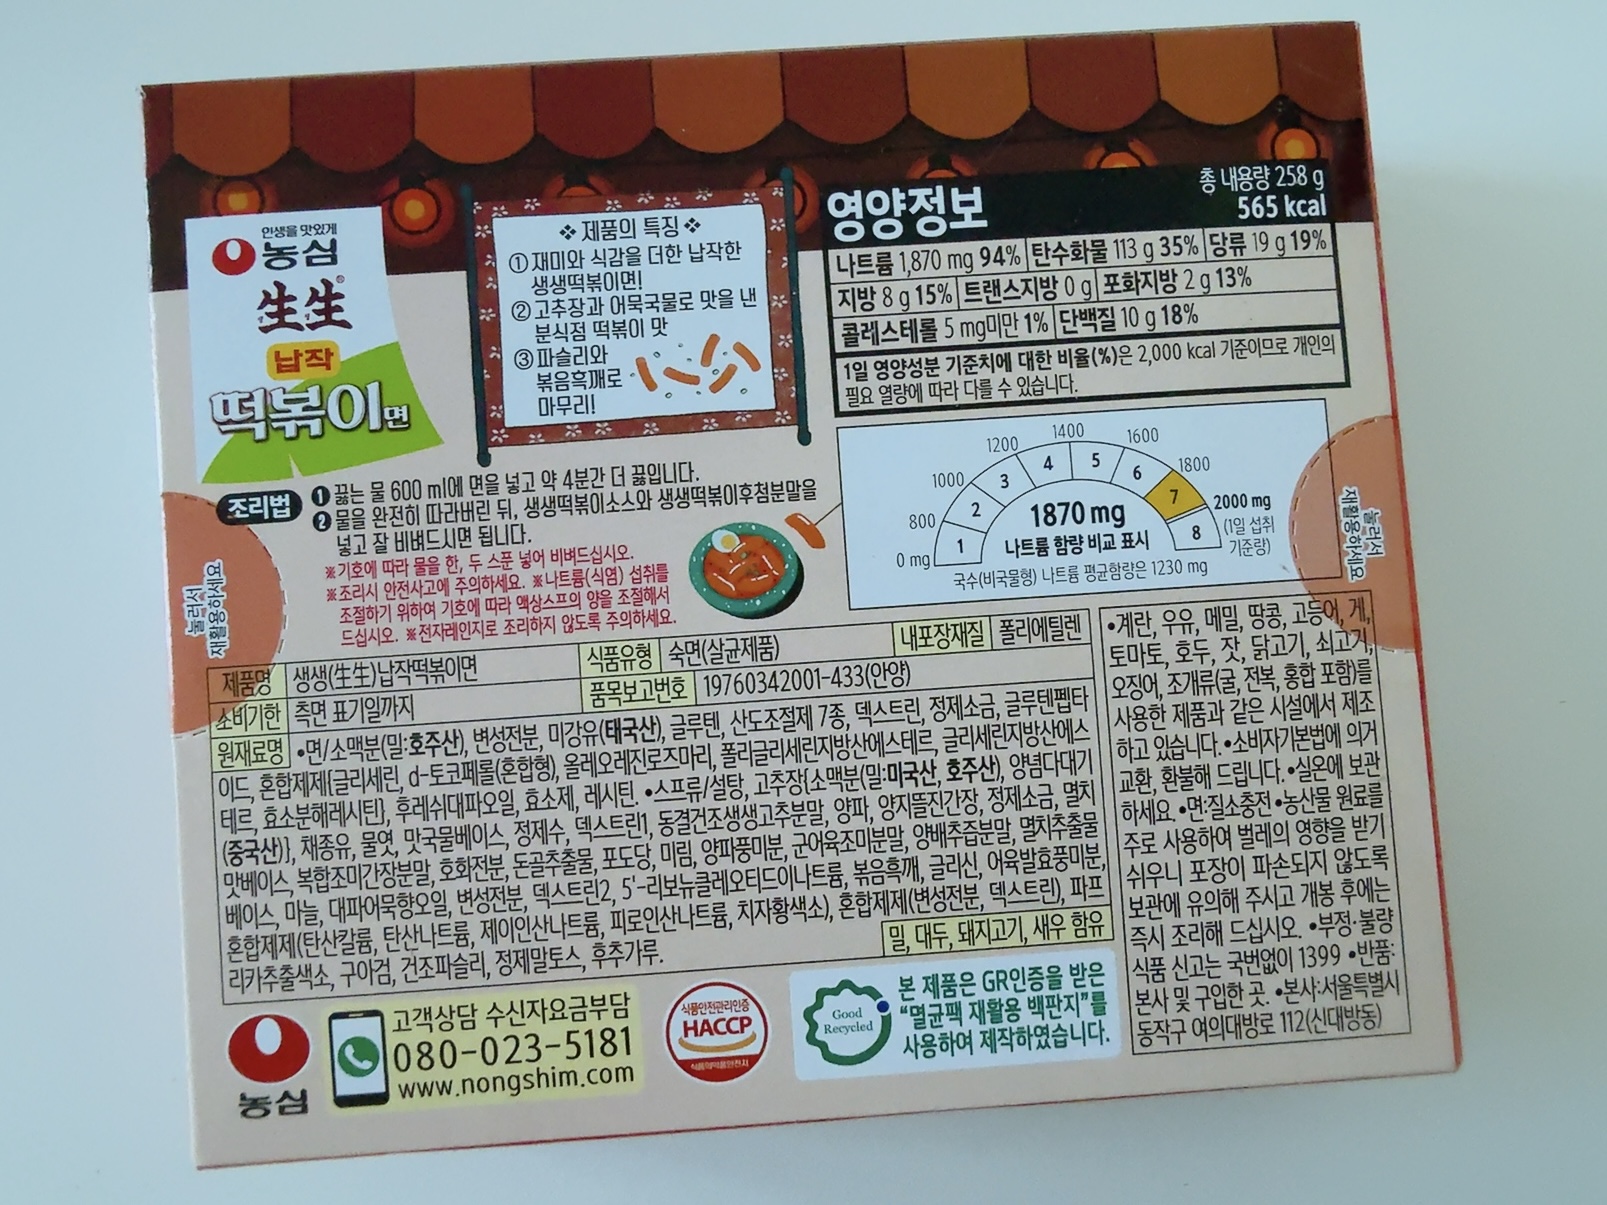 인생을 맛있게
농심
生生
납작
떡볶이면
❖ 제품의 특징 ❖
① 재미와 식감을 더한 납작한
생생떡볶이면!
② 고추장과 어묵국물로 맛을 낸
분식점 떡볶이 맛
③ 파슬리와
볶음흑깨로
마무리!
영양정보
총 내용량 258 g
565 kcal
나트륨 1,870 mg 94% 탄수화물 113 g 35% 당류 19 g 19%
지방 8 g 15% 트랜스지방 0 g 포화지방 2 g 13%
콜레스테롤 5 mg미만 1% 단백질 10 g 18%
1일 영양성분 기준치에 대한 비율(%)은 2,000 kcal 기준이므로 개인의
필요 열량에 따라 다를 수 있습니다.
0 mg 800 1000 1200 1400 1600 1800 2000 mg
(1일 섭취
기준량)
1 2 3 4 5 6 7 8
1870 mg
나트륨 함량 비교 표시
국수(비국물형) 나트륨 평균함량은 1230 mg
조리법
❶ 끓는 물 600 ml에 면을 넣고 약 4분간 더 끓입니다.
❷ 물을 완전히 따라버린 뒤, 생생떡볶이소스와 생생떡볶이후첨분말을
넣고 잘 비벼드시면 됩니다.
※기호에 따라 물을 한, 두 스푼 넣어 비벼드십시오.
※조리시 안전사고에 주의하세요. ※나트륨(식염) 섭취를
조절하기 위하여 기호에 따라 액상스프의 양을 조절해서
드십시오. ※전자레인지로 조리하지 않도록 주의하세요.
눌러서
재활용하세요
눌러서
재활용하세요
제품명 생생(生生)납작떡볶이면 식품유형 숙면(살균제품) 내포장재질 폴리에틸렌
소비기한 측면 표기일까지 품목보고번호 19760342001-433(안양)
원재료명 •면/소맥분(밀:호주산), 변성전분, 미강유(태국산), 글루텐, 산도조절제 7종, 덱스트린, 정제소금, 글루텐펩타
이드, 혼합제제{글리세린, d-토코페롤(혼합형), 올레오레진로즈마리, 폴리글리세린지방산에스테르, 글리세린지방산에스
테르, 효소분해레시틴}, 후레쉬대파오일, 효소제, 레시틴. •스프류/설탕, 고추장{소맥분(밀:미국산, 호주산), 양념다대기
(중국산)}, 채종유, 물엿, 맛국물베이스, 정제수, 덱스트린1, 동결건조생생고추분말, 양파, 양지뜰진간장, 정제소금, 멸치
맛베이스, 복합조미간장분말, 호화전분, 돈골추출물, 포도당, 미림, 양파풍미분, 군어육조미분말, 양배추즙분말, 멸치추출물
베이스, 마늘, 대파어묵향오일, 변성전분, 덱스트린2, 5'-리보뉴클레오티드이나트륨, 볶음흑깨, 글리신, 어육발효풍미분,
혼합제제(탄산칼륨, 탄산나트륨, 제이인산나트륨, 피로인산나트륨, 치자황색소), 혼합제제(변성전분, 덱스트린), 파프
리카추출색소, 구아검, 건조파슬리, 정제말토스, 후추가루.
밀, 대두, 돼지고기, 새우 함유
•계란, 우유, 메밀, 땅콩, 고등어, 게,
토마토, 호두, 잣, 닭고기, 쇠고기,
오징어, 조개류(굴, 전복, 홍합 포함)를
사용한 제품과 같은 시설에서 제조
하고 있습니다. •소비자기본법에 의거
교환, 환불해 드립니다. •실온에 보관
하세요. •면:질소충전 •농산물 원료를
주로 사용하여 벌레의 영향을 받기
쉬우니 포장이 파손되지 않도록
보관에 유의해 주시고 개봉 후에는
즉시 조리해 드십시오. •부정·불량
식품 신고는 국번없이 1399 •반품:
본사 및 구입한 곳. •본사:서울특별시
동작구 여의대방로 112(신대방동)
농심
고객상담 수신자요금부담
080-023-5181
www.nongshim.com
식품안전관리인증
HACCP
식품의약품안전처
Good
Recycled
본 제품은 GR인증을 받은
“멸균팩 재활용 백판지”를
사용하여 제작하였습니다.